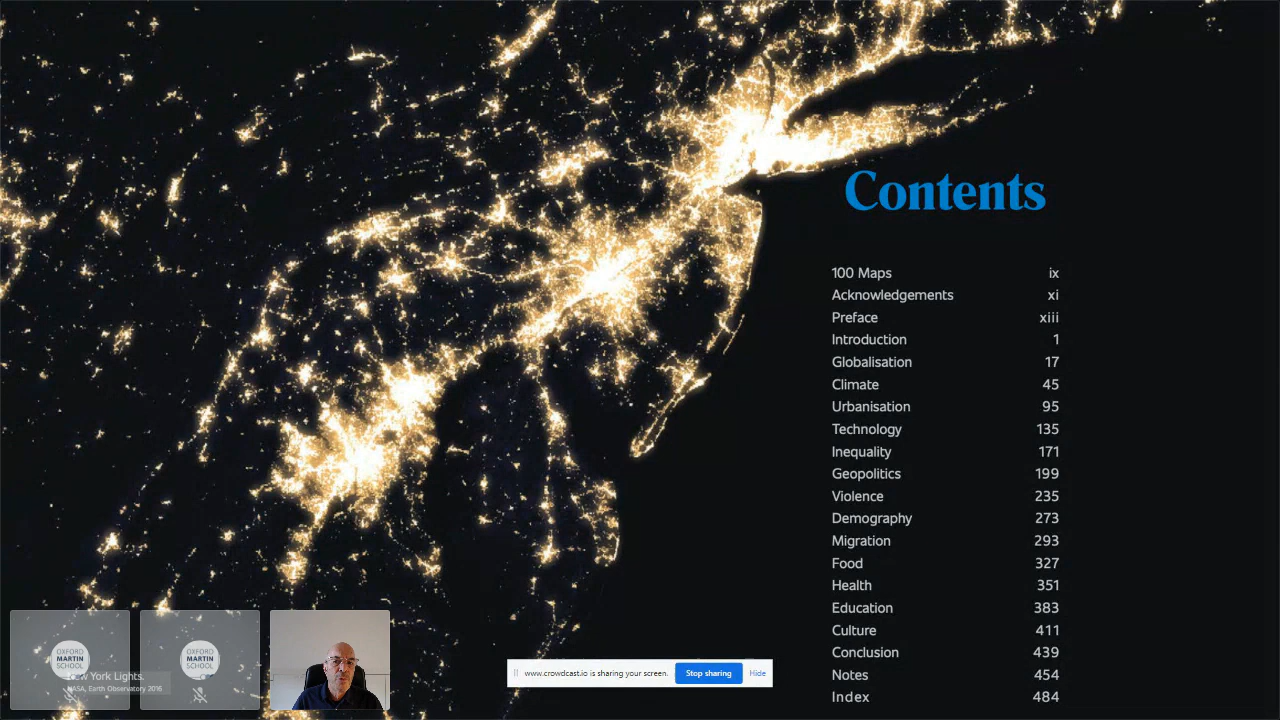 Contents
100 Maps ix
Acknowledgements xi
Preface xiii
Introduction 1
Globalisation 17
Climate 45
Urbanisation 95
Technology 135
Inequality 171
Geopolitics 199
Violence 235
Demography 273
Migration 293
Food 327
Health 351
Education 383
Culture 411
Conclusion 439
Notes 454
Index 484
OXFORD
MARTIN
SCHOOL
OXFORD
MARTIN
SCHOOL
New York Lights.
NASA, Earth Observatory 2016
www.crowdcast.io is sharing your screen.
Stop sharing
Hide